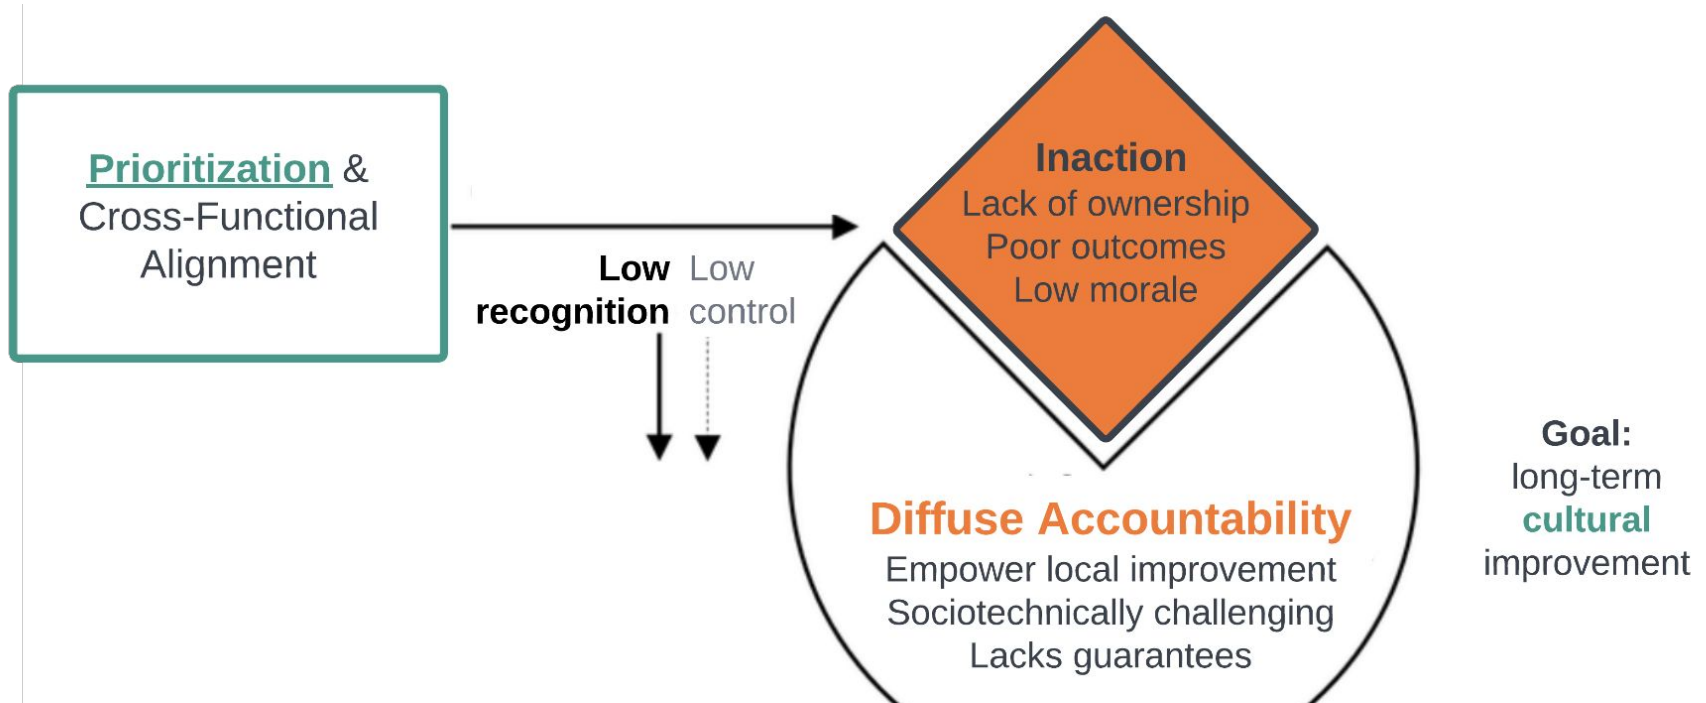 Prioritization &
Cross-Functional
Alignment
Low
recognition
Low
control
Inaction
Lack of ownership
Poor outcomes
Low morale
Diffuse Accountability
Empower local improvement
Sociotechnically challenging
Lacks guarantees
Goal:
long-term
cultural
improvement